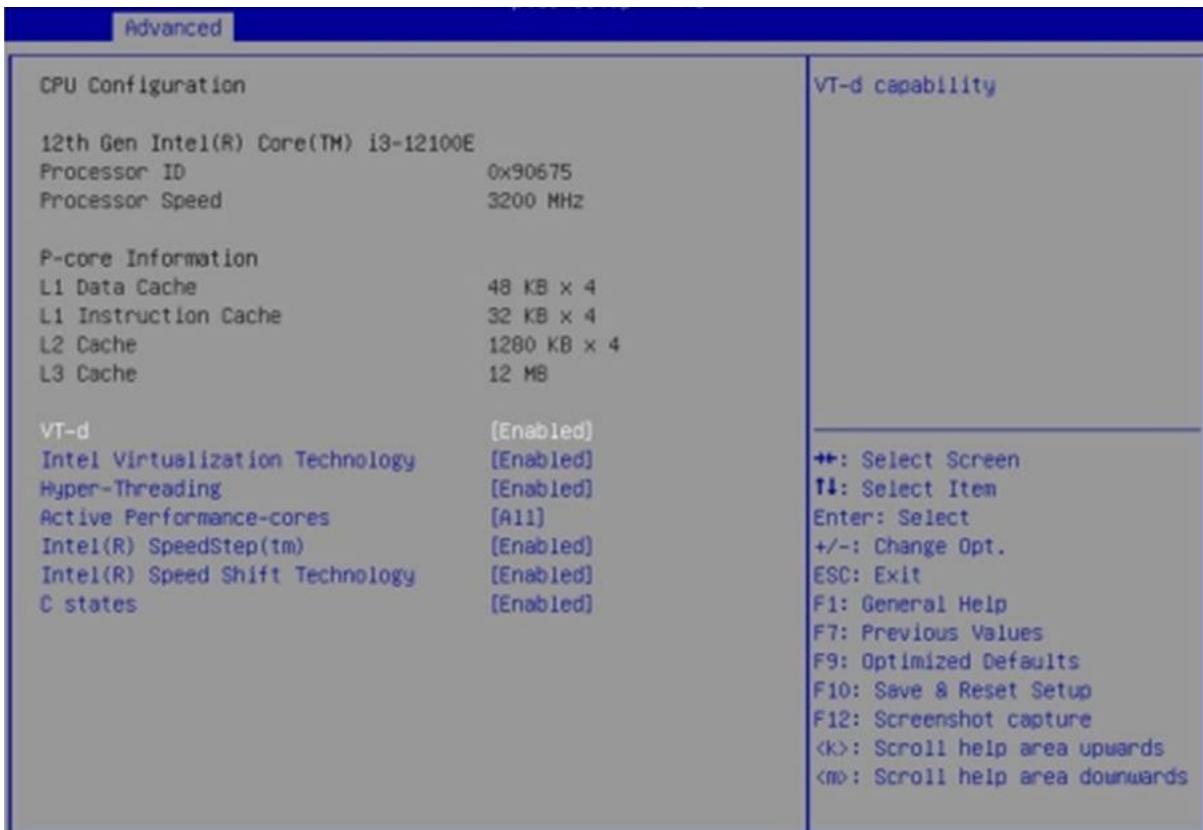 Advanced
CPU Configuration
12th Gen Intel(R) Core(TM) i3-12100E
Processor ID 0x90675
Processor Speed 3200 MHz
P-core Information
L1 Data Cache 48 KB x 4
L1 Instruction Cache 32 KB x 4
L2 Cache 1280 KB x 4
L3 Cache 12 MB
VT-d [Enabled]
Intel Virtualization Technology [Enabled]
Hyper-Threading [Enabled]
Active Performance-cores [All]
Intel(R) SpeedStep(tm) [Enabled]
Intel(R) Speed Shift Technology [Enabled]
C states [Enabled]
VT-d capability
→←: Select Screen
↑↓: Select Item
Enter: Select
+/-: Change Opt.
ESC: Exit
F1: General Help
F7: Previous Values
F9: Optimized Defaults
F10: Save & Reset Setup
F12: Screenshot capture
<k>: Scroll help area upwards
<m>: Scroll help area downwards